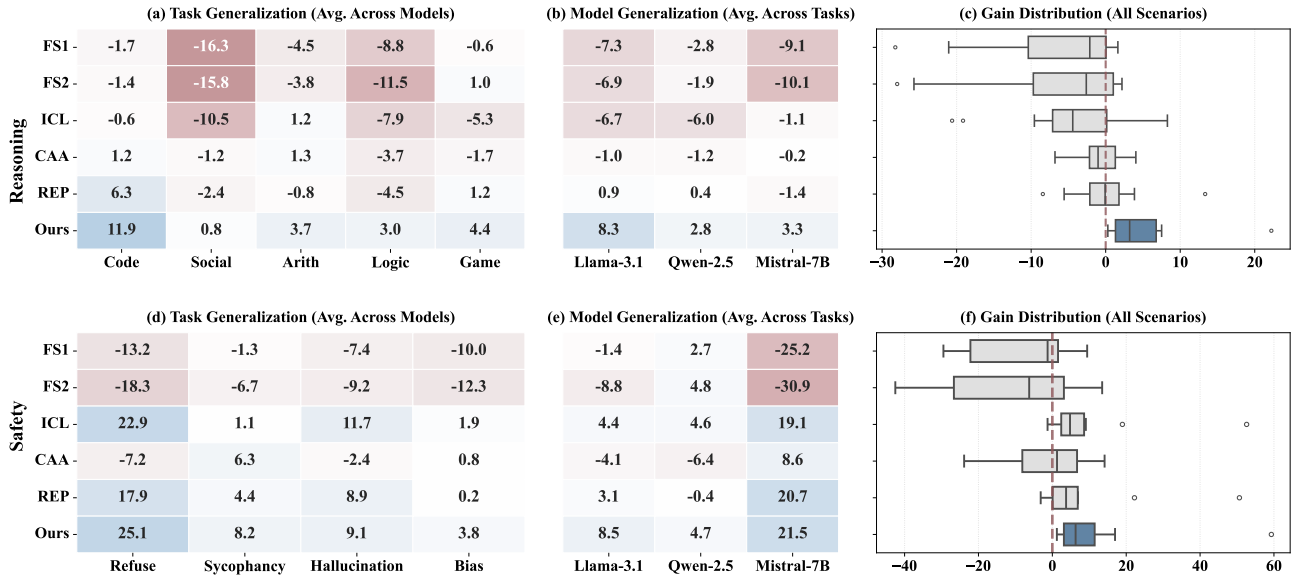 (a) Task Generalization (Avg. Across Models)
(b) Model Generalization (Avg. Across Tasks)
(c) Gain Distribution (All Scenarios)
Reasoning
FS1 -1.7 -16.3 -4.5 -8.8 -0.6 -7.3 -2.8 -9.1
FS2 -1.4 -15.8 -3.8 -11.5 1.0 -6.9 -1.9 -10.1
ICL -0.6 -10.5 1.2 -7.9 -5.3 -6.7 -6.0 -1.1
CAA 1.2 -1.2 1.3 -3.7 -1.7 -1.0 -1.2 -0.2
REP 6.3 -2.4 -0.8 -4.5 1.2 0.9 0.4 -1.4
Ours 11.9 0.8 3.7 3.0 4.4 8.3 2.8 3.3
Code Social Arith Logic Game Llama-3.1 Qwen-2.5 Mistral-7B −30 −20 −10 0 10 20
(d) Task Generalization (Avg. Across Models)
(e) Model Generalization (Avg. Across Tasks)
(f) Gain Distribution (All Scenarios)
Safety
FS1 -13.2 -1.3 -7.4 -10.0 -1.4 2.7 -25.2
FS2 -18.3 -6.7 -9.2 -12.3 -8.8 4.8 -30.9
ICL 22.9 1.1 11.7 1.9 4.4 4.6 19.1
CAA -7.2 6.3 -2.4 0.8 -4.1 -6.4 8.6
REP 17.9 4.4 8.9 0.2 3.1 -0.4 20.7
Ours 25.1 8.2 9.1 3.8 8.5 4.7 21.5
Refuse Sycophancy Hallucination Bias Llama-3.1 Qwen-2.5 Mistral-7B −40 −20 0 20 40 60